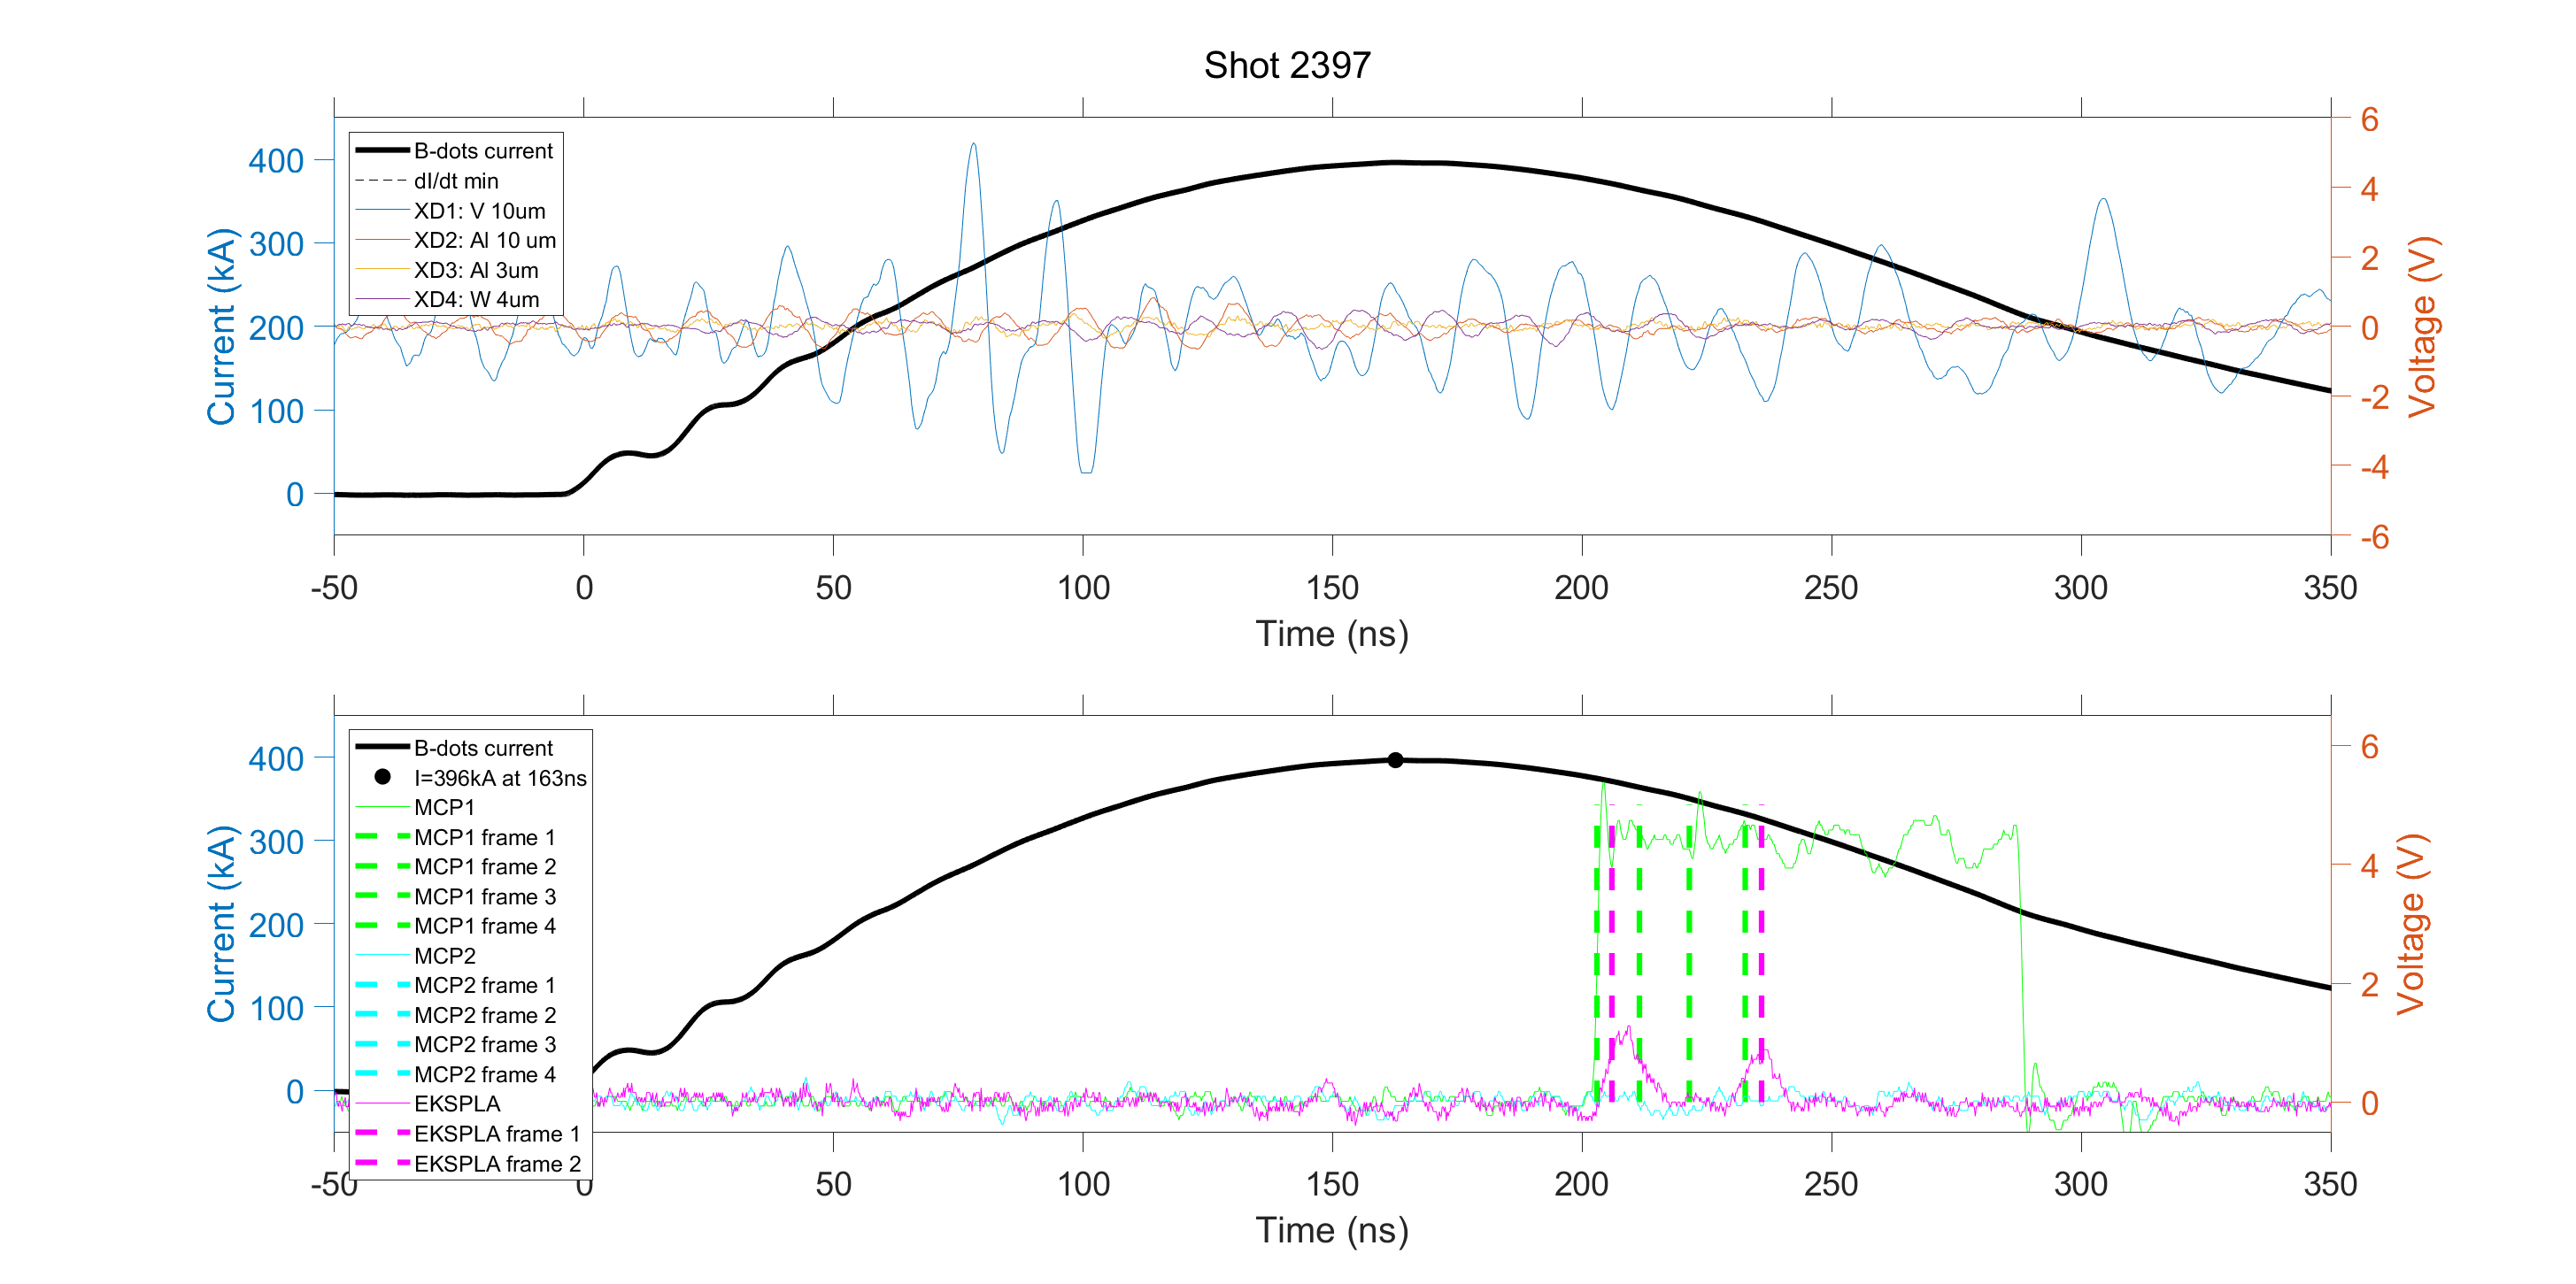 Shot 2397
B-dots current
dI/dt min
XD1: V 10um
XD2: Al 10 um
XD3: Al 3um
XD4: W 4um
Current (kA)
400
300
200
100
0
6
4
2
0
-2
-4
-6
Voltage (V)
-50 0 50 100 150 200 250 300 350
Time (ns)
B-dots current
I=396kA at 163ns
MCP1
MCP1 frame 1
MCP1 frame 2
MCP1 frame 3
MCP1 frame 4
MCP2
MCP2 frame 1
MCP2 frame 2
MCP2 frame 3
MCP2 frame 4
EKSPLA
EKSPLA frame 1
EKSPLA frame 2
Current (kA)
400
300
200
100
0
6
4
2
0
Voltage (V)
-50 0 50 100 150 200 250 300 350
Time (ns)